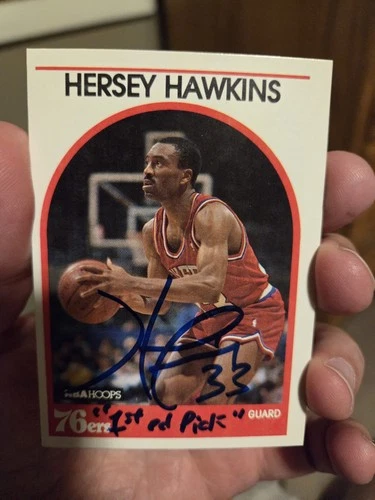 HERSEY HAWKINS
33
NBA HOOPS
76ers
GUARD
"1st rd Pick"